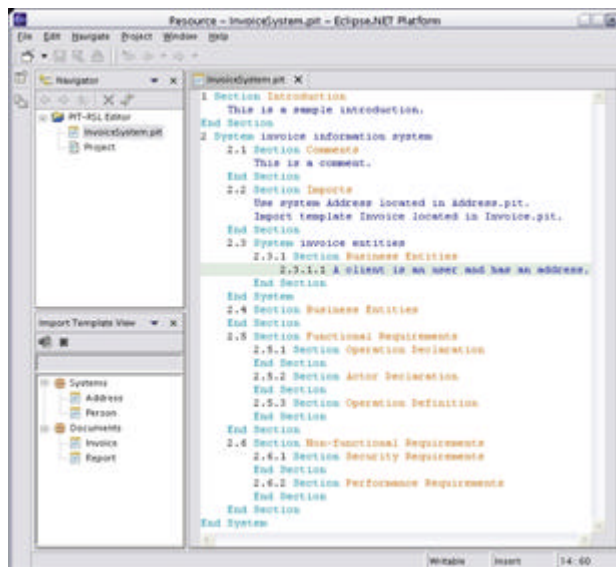 Resource - InvoiceSystem.pit - Eclipse.NET Platform
File Edit Navigate Project Window Help
Navigator
PIT-RSL Editor
InvoiceSystem.pit
Project
Import Template View
Systems
Address
Person
Documents
Invoice
Report
InvoiceSystem.pit
1 Section Introduction
This is a sample introduction.
End Section
2 System invoice information system
2.1 Section Comments
This is a comment.
End Section
2.2 Section Imports
Use system Address located in Address.pit.
Import template Invoice located in Invoice.pit.
End Section
2.3 System invoice entities
2.3.1 Section Business Entities
2.3.1.1 A client is an user and has an address.
End Section
End System
2.4 Section Business Entities
End Section
2.5 Section Functional Requirements
2.5.1 Section Operation Declaration
End Section
2.5.2 Section Actor Declaration
End Section
2.5.3 Section Operation Definition
End Section
End Section
2.6 Section Non-functional Requirements
2.6.1 Section Security Requirements
End Section
2.6.2 Section Performance Requirements
End Section
End Section
End System
Writable Insert 14:60